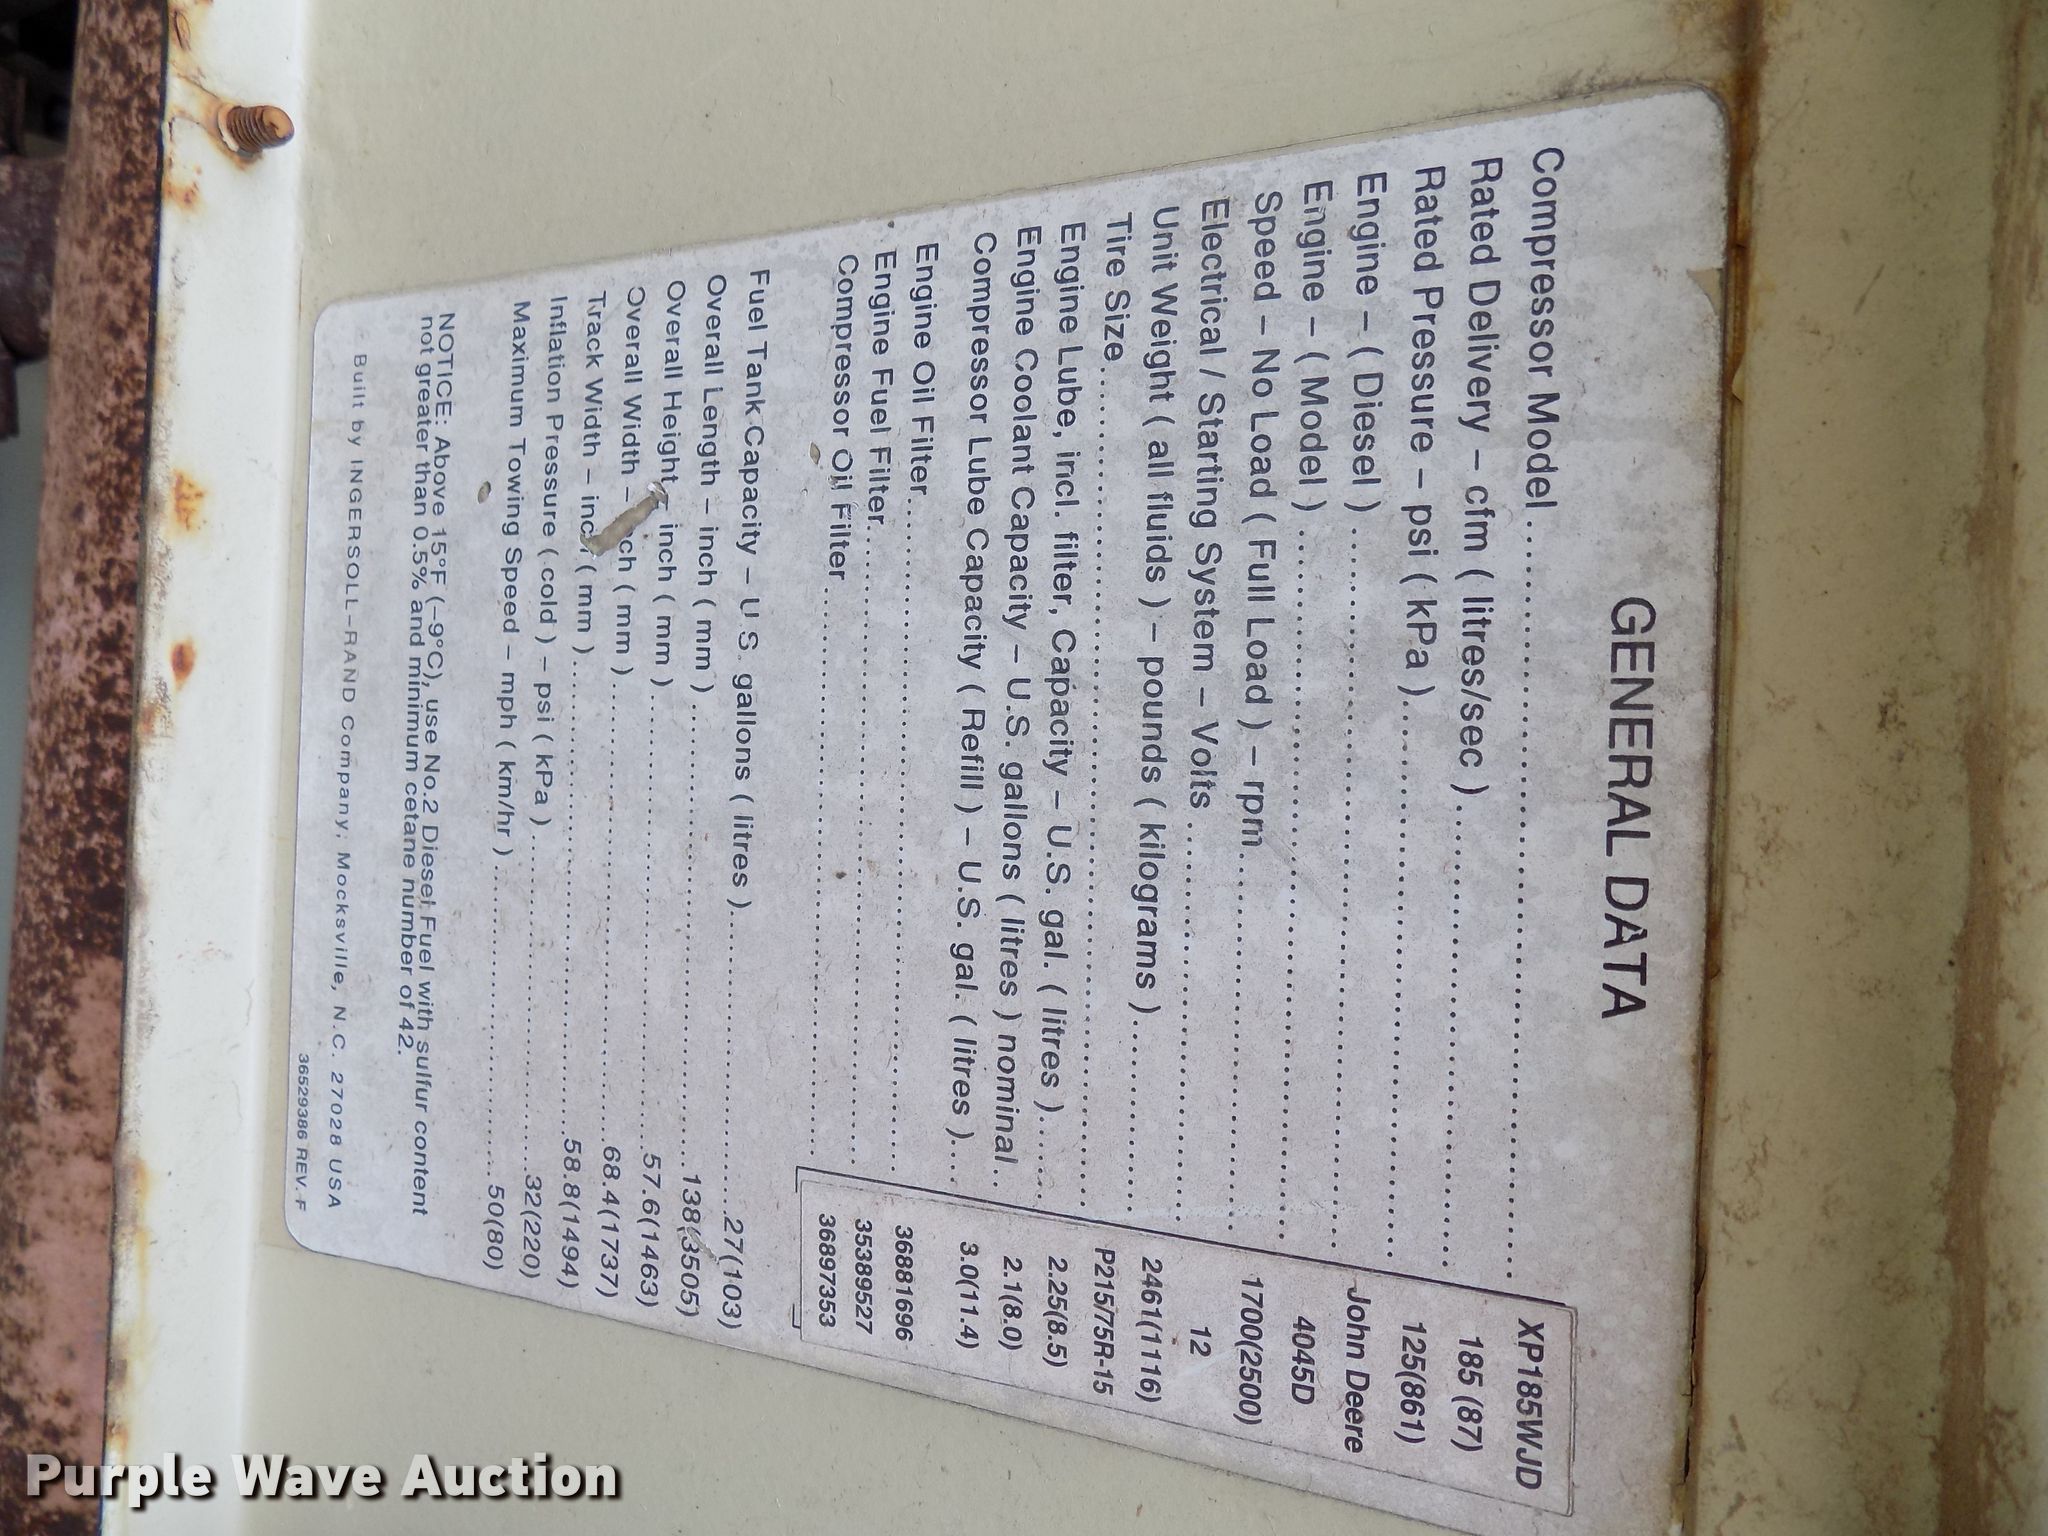 GENERAL DATA
Compressor Model ........ XP185WJD
Rated Delivery – cfm ( litres/sec ) ........ 185 (87)
Rated Pressure – psi ( kPa ) ........ 125(861)
Engine – ( Diesel ) ........ John Deere
Engine – ( Model ) ........ 4045D
Speed – No Load ( Full Load ) – rpm ........ 1700(2500)
Electrical / Starting System – Volts ........ 12
Unit Weight ( all fluids ) – pounds ( kilograms ) ........ 2461(1116)
Tire Size ........ P215/75R-15
Engine Lube, incl. filter, Capacity – U.S. gal. ( litres ) ........ 2.25(8.5)
Engine Coolant Capacity – U.S. gallons ( litres ) nominal .. 2.1(8.0)
Compressor Lube Capacity ( Refill ) – U.S. gal. ( litres ) .... 3.0(11.4)
Engine Oil Filter ........ 36881696
Engine Fuel Filter ........ 35389527
Compressor Oil Filter ........ 36897353
Fuel Tank Capacity – U.S. gallons ( litres ) ........ 27(103)
Overall Length – inch ( mm ) ........ 138(3505)
Overall Height – inch ( mm ) ........ 57.6(1463)
Overall Width – inch ( mm ) ........ 68.4(1737)
Track Width – inch ( mm ) ........ 58.8(1494)
Inflation Pressure ( cold ) – psi ( kPa ) ........ 32(220)
Maximum Towing Speed – mph ( km/hr ) ........ 50(80)
NOTICE: Above 15°F (–9°C), use No.2 Diesel Fuel with sulfur content
not greater than 0.5% and minimum cetane number of 42.
Built by INGERSOLL–RAND Company; Mocksville, N.C. 27028 USA
36529386 REV. F
Purple Wave Auction